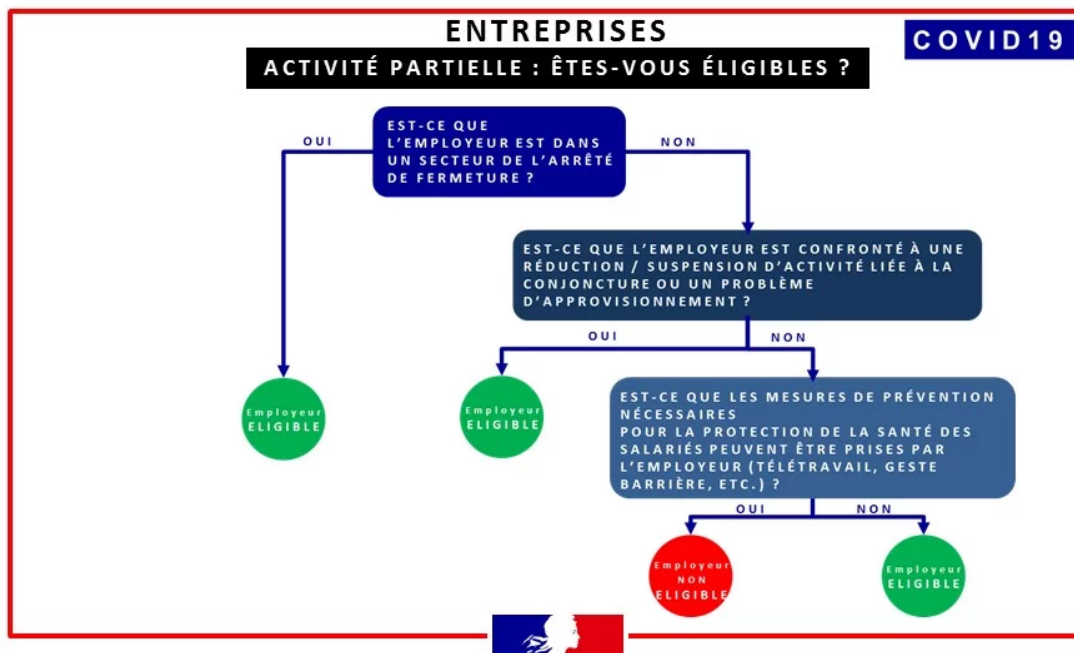 ENTREPRISES
COVID19
ACTIVITÉ PARTIELLE : ÊTES-VOUS ÉLIGIBLES ?
EST-CE QUE
L'EMPLOYEUR EST DANS
UN SECTEUR DE L'ARRÊTÉ
DE FERMETURE ?
OUI
NON
EST-CE QUE L'EMPLOYEUR EST CONFRONTÉ À UNE
RÉDUCTION / SUSPENSION D'ACTIVITÉ LIÉE À LA
CONJONCTURE OU UN PROBLÈME
D'APPROVISIONNEMENT ?
OUI
NON
Employeur
ELIGIBLE
Employeur
ELIGIBLE
EST-CE QUE LES MESURES DE PRÉVENTION
NÉCESSAIRES
POUR LA PROTECTION DE LA SANTÉ DES
SALARIÉS PEUVENT ÊTRE PRISES PAR
L'EMPLOYEUR (TÉLÉTRAVAIL, GESTE
BARRIÈRE, ETC.) ?
OUI
NON
Employeur
NON
ELIGIBLE
Employeur
ELIGIBLE